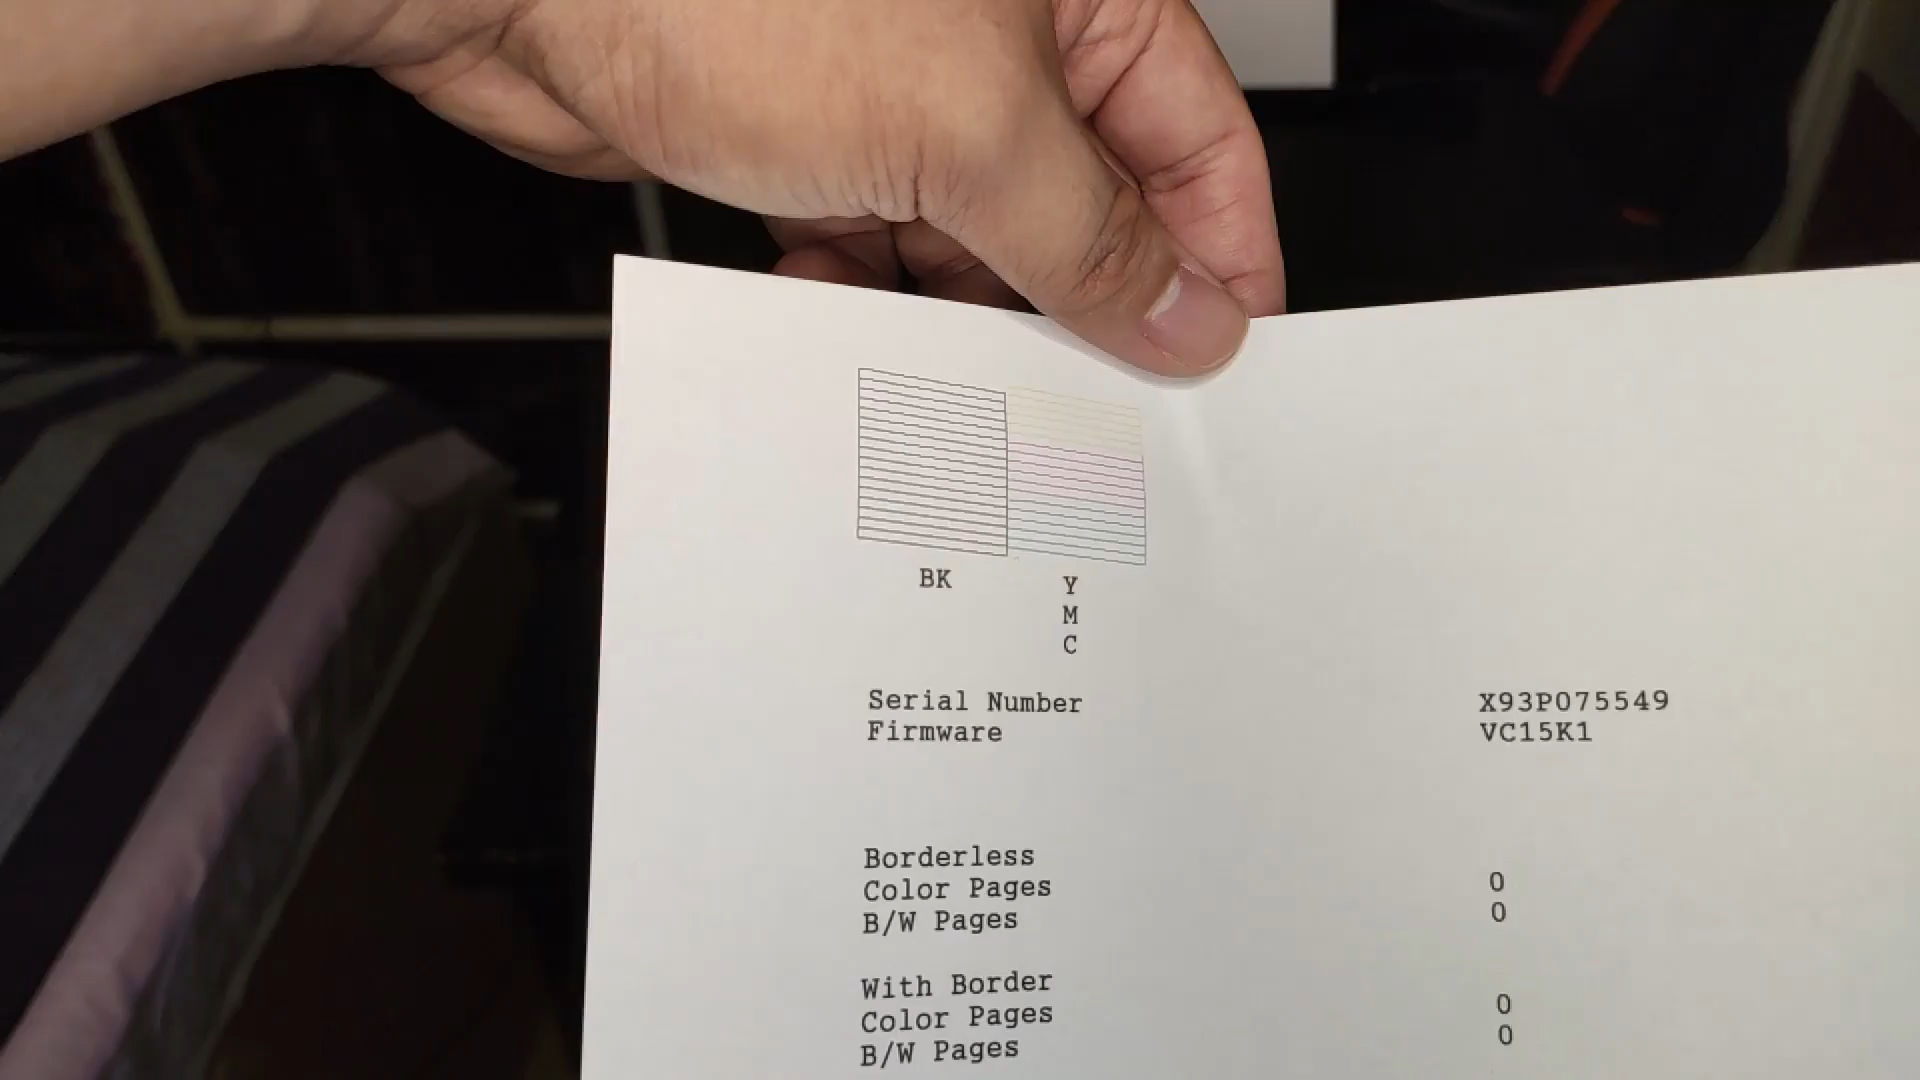 BK
Y
M
C
Serial Number X93P075549
Firmware VC15K1
Borderless
Color Pages 0
B/W Pages 0
With Border
Color Pages 0
B/W Pages 0